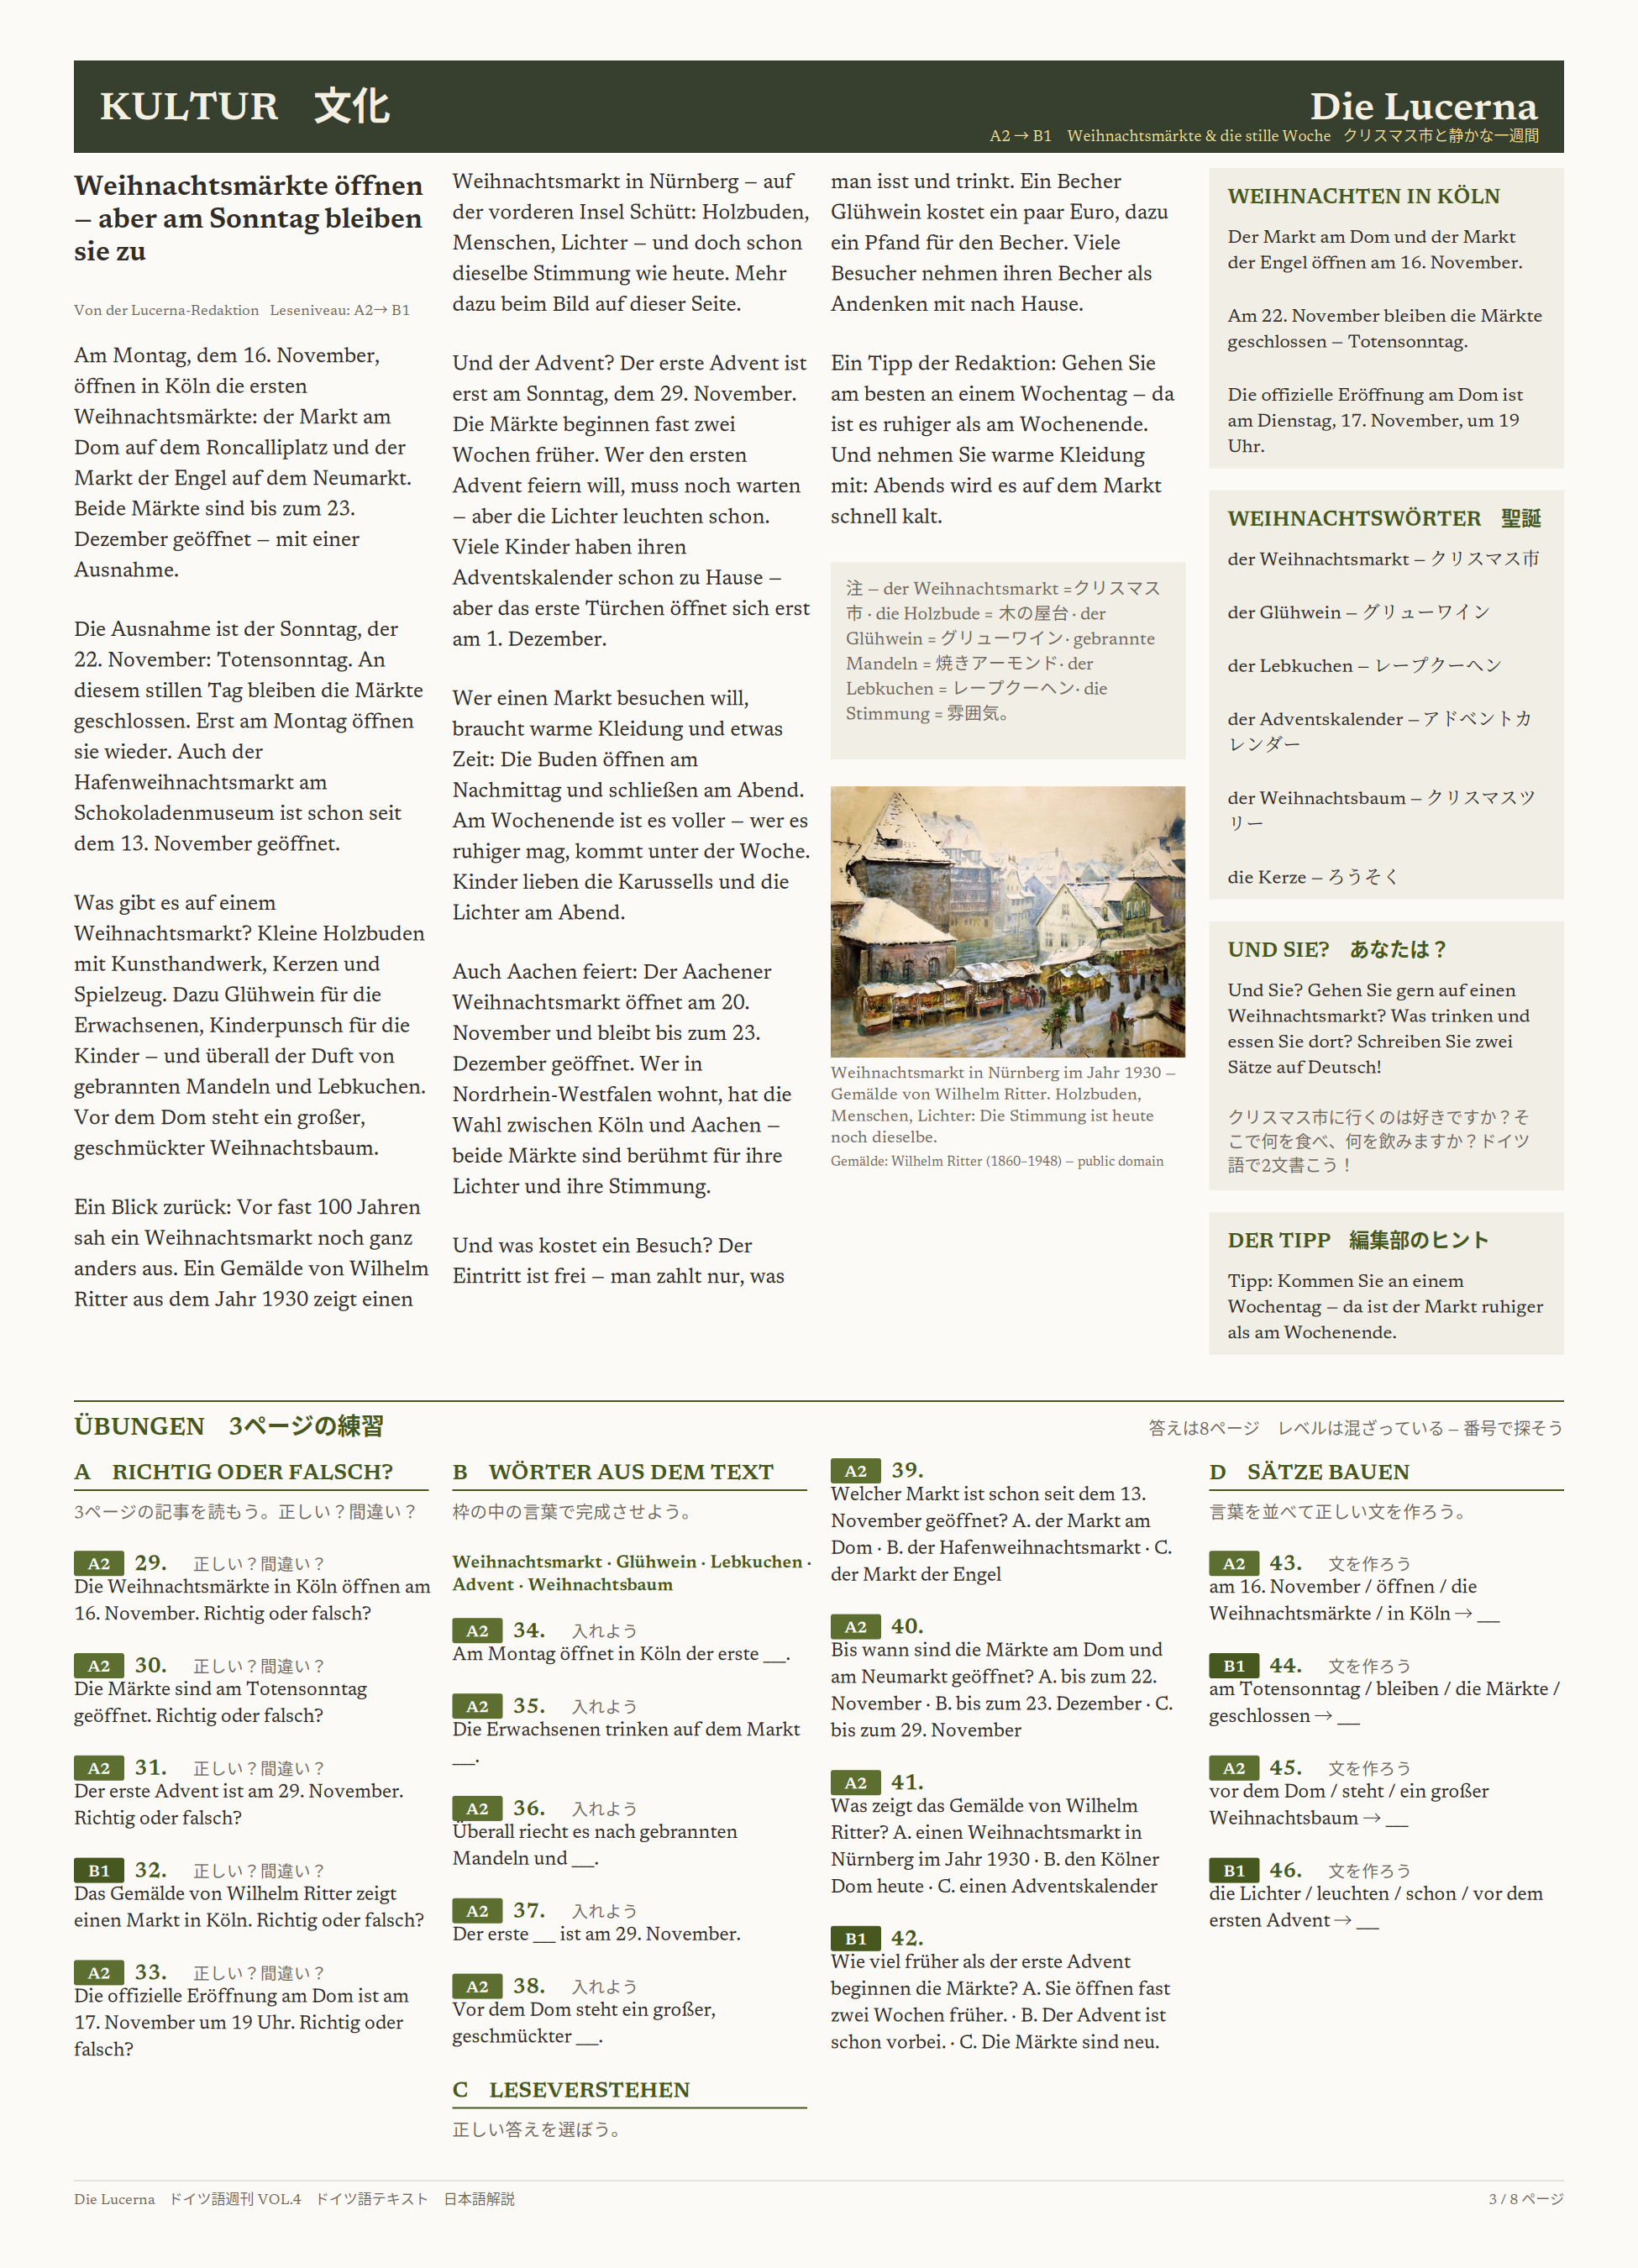 KULTUR 文化
Die Lucerna
A2 → B1 Weihnachtsmärkte & die stille Woche クリスマス市と静かな一週間
Weihnachtsmärkte öffnen
– aber am Sonntag bleiben
sie zu
Von der Lucerna-Redaktion Leseniveau: A2→ B1
Am Montag, dem 16. November,
öffnen in Köln die ersten
Weihnachtsmärkte: der Markt am
Dom auf dem Roncalliplatz und der
Markt der Engel auf dem Neumarkt.
Beide Märkte sind bis zum 23.
Dezember geöffnet – mit einer
Ausnahme.
Die Ausnahme ist der Sonntag, der
22. November: Totensonntag. An
diesem stillen Tag bleiben die Märkte
geschlossen. Erst am Montag öffnen
sie wieder. Auch der
Hafenweihnachtsmarkt am
Schokoladenmuseum ist schon seit
dem 13. November geöffnet.
Was gibt es auf einem
Weihnachtsmarkt? Kleine Holzbuden
mit Kunsthandwerk, Kerzen und
Spielzeug. Dazu Glühwein für die
Erwachsenen, Kinderpunsch für die
Kinder – und überall der Duft von
gebrannten Mandeln und Lebkuchen.
Vor dem Dom steht ein großer,
geschmückter Weihnachtsbaum.
Ein Blick zurück: Vor fast 100 Jahren
sah ein Weihnachtsmarkt noch ganz
anders aus. Ein Gemälde von Wilhelm
Ritter aus dem Jahr 1930 zeigt einen
Weihnachtsmarkt in Nürnberg – auf
der vorderen Insel Schütt: Holzbuden,
Menschen, Lichter – und doch schon
dieselbe Stimmung wie heute. Mehr
dazu beim Bild auf dieser Seite.
Und der Advent? Der erste Advent ist
erst am Sonntag, dem 29. November.
Die Märkte beginnen fast zwei
Wochen früher. Wer den ersten
Advent feiern will, muss noch warten
– aber die Lichter leuchten schon.
Viele Kinder haben ihren
Adventskalender schon zu Hause –
aber das erste Türchen öffnet sich erst
am 1. Dezember.
Wer einen Markt besuchen will,
braucht warme Kleidung und etwas
Zeit: Die Buden öffnen am
Nachmittag und schließen am Abend.
Am Wochenende ist es voller – wer es
ruhiger mag, kommt unter der Woche.
Kinder lieben die Karussells und die
Lichter am Abend.
Auch Aachen feiert: Der Aachener
Weihnachtsmarkt öffnet am 20.
November und bleibt bis zum 23.
Dezember geöffnet. Wer in
Nordrhein-Westfalen wohnt, hat die
Wahl zwischen Köln und Aachen –
beide Märkte sind berühmt für ihre
Lichter und ihre Stimmung.
Und was kostet ein Besuch? Der
Eintritt ist frei – man zahlt nur, was
man isst und trinkt. Ein Becher
Glühwein kostet ein paar Euro, dazu
ein Pfand für den Becher. Viele
Besucher nehmen ihren Becher als
Andenken mit nach Hause.
Ein Tipp der Redaktion: Gehen Sie
am besten an einem Wochentag – da
ist es ruhiger als am Wochenende.
Und nehmen Sie warme Kleidung
mit: Abends wird es auf dem Markt
schnell kalt.
注 – der Weihnachtsmarkt =クリスマス
市 · die Holzbude = 木の屋台 · der
Glühwein = グリューワイン · gebrannte
Mandeln = 焼きアーモンド · der
Lebkuchen = レープクーヘン · die
Stimmung = 雰囲気。
Weihnachtsmarkt in Nürnberg im Jahr 1930 –
Gemälde von Wilhelm Ritter. Holzbuden,
Menschen, Lichter: Die Stimmung ist heute
noch dieselbe.
Gemälde: Wilhelm Ritter (1860–1948) – public domain
WEIHNACHTEN IN KÖLN
Der Markt am Dom und der Markt
der Engel öffnen am 16. November.
Am 22. November bleiben die Märkte
geschlossen – Totensonntag.
Die offizielle Eröffnung am Dom ist
am Dienstag, 17. November, um 19
Uhr.
WEIHNACHTSWÖRTER 聖誕
der Weihnachtsmarkt – クリスマス市
der Glühwein – グリューワイン
der Lebkuchen – レープクーヘン
der Adventskalender – アドベントカ
レンダー
der Weihnachtsbaum – クリスマスツ
リー
die Kerze – ろうそく
UND SIE? あなたは？
Und Sie? Gehen Sie gern auf einen
Weihnachtsmarkt? Was trinken und
essen Sie dort? Schreiben Sie zwei
Sätze auf Deutsch!
クリスマス市に行くのは好きですか？そ
こで何を食べ、何を飲みますか？ドイツ
語で2文書こう！
DER TIPP 編集部のヒント
Tipp: Kommen Sie an einem
Wochentag – da ist der Markt ruhiger
als am Wochenende.
ÜBUNGEN 3ページの練習
答えは8ページ レベルは混ざっている – 番号で探そう
A RICHTIG ODER FALSCH?
3ページの記事を読もう。正しい？間違い？
A2 29. 正しい？間違い？
Die Weihnachtsmärkte in Köln öffnen am
16. November. Richtig oder falsch?
A2 30. 正しい？間違い？
Die Märkte sind am Totensonntag
geöffnet. Richtig oder falsch?
A2 31. 正しい？間違い？
Der erste Advent ist am 29. November.
Richtig oder falsch?
B1 32. 正しい？間違い？
Das Gemälde von Wilhelm Ritter zeigt
einen Markt in Köln. Richtig oder falsch?
A2 33. 正しい？間違い？
Die offizielle Eröffnung am Dom ist am
17. November um 19 Uhr. Richtig oder
falsch?
B WÖRTER AUS DEM TEXT
枠の中の言葉で完成させよう。
Weihnachtsmarkt · Glühwein · Lebkuchen ·
Advent · Weihnachtsbaum
A2 34. 入れよう
Am Montag öffnet in Köln der erste ___.
A2 35. 入れよう
Die Erwachsenen trinken auf dem Markt
___.
A2 36. 入れよう
Überall riecht es nach gebrannten
Mandeln und ___.
A2 37. 入れよう
Der erste ___ ist am 29. November.
A2 38. 入れよう
Vor dem Dom steht ein großer,
geschmückter ___.
C LESEVERSTEHEN
正しい答えを選ぼう。
A2 39.
Welcher Markt ist schon seit dem 13.
November geöffnet? A. der Markt am
Dom · B. der Hafenweihnachtsmarkt · C.
der Markt der Engel
A2 40.
Bis wann sind die Märkte am Dom und
am Neumarkt geöffnet? A. bis zum 22.
November · B. bis zum 23. Dezember · C.
bis zum 29. November
A2 41.
Was zeigt das Gemälde von Wilhelm
Ritter? A. einen Weihnachtsmarkt in
Nürnberg im Jahr 1930 · B. den Kölner
Dom heute · C. einen Adventskalender
B1 42.
Wie viel früher als der erste Advent
beginnen die Märkte? A. Sie öffnen fast
zwei Wochen früher. · B. Der Advent ist
schon vorbei. · C. Die Märkte sind neu.
D SÄTZE BAUEN
言葉を並べて正しい文を作ろう。
A2 43. 文を作ろう
am 16. November / öffnen / die
Weihnachtsmärkte / in Köln → ___
B1 44. 文を作ろう
am Totensonntag / bleiben / die Märkte /
geschlossen → ___
A2 45. 文を作ろう
vor dem Dom / steht / ein großer
Weihnachtsbaum → ___
B1 46. 文を作ろう
die Lichter / leuchten / schon / vor dem
ersten Advent → ___
Die Lucerna ドイツ語週刊 VOL.4 ドイツ語テキスト 日本語解説
3 / 8 ページ